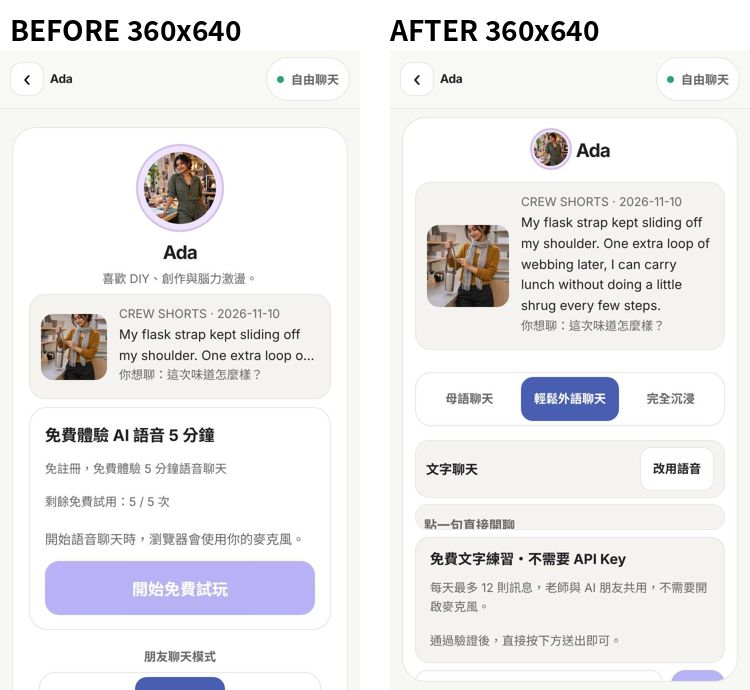 BEFORE 360x640
Ada
自由聊天
Ada
喜歡 DIY、創作與腦力激盪。
CREW SHORTS · 2026-11-10
My flask strap kept sliding off
my shoulder. One extra loop o...
你想聊：這次味道怎麼樣？
免費體驗 AI 語音 5 分鐘
免註冊，免費體驗 5 分鐘語音聊天
剩餘免費試用：5 / 5 次
開始語音聊天時，瀏覽器會使用你的麥克風。
開始免費試玩
朋友聊天模式
AFTER 360x640
Ada
自由聊天
Ada
CREW SHORTS · 2026-11-10
My flask strap kept sliding off
my shoulder. One extra loop of
webbing later, I can carry
lunch without doing a little
shrug every few steps.
你想聊：這次味道怎麼樣？
母語聊天
輕鬆外語聊天
完全沉浸
文字聊天
改用語音
點一句直接開聊
免費文字練習・不需要 API Key
每天最多 12 則訊息，老師與 AI 朋友共用，不需要開
啟麥克風。
通過驗證後，直接按下方送出即可。